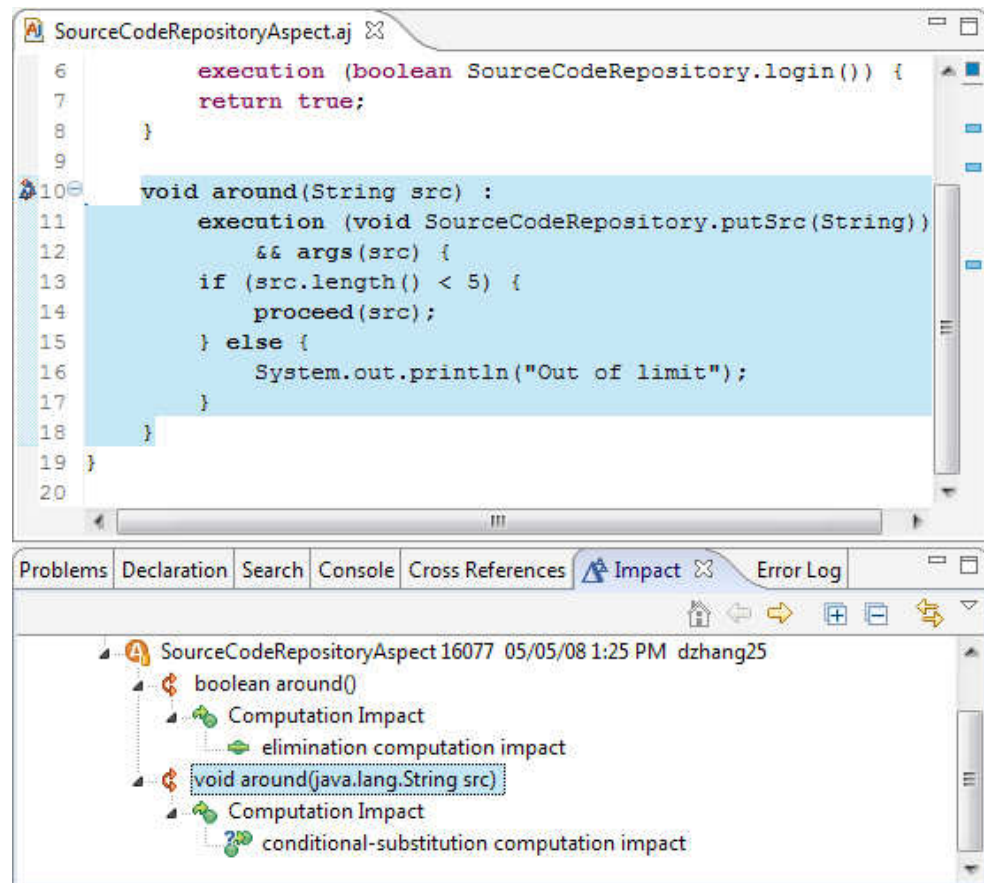 SourceCodeRepositoryAspect.aj
6 execution (boolean SourceCodeRepository.login()) {
7 return true;
8 }
9
10 void around(String src) :
11 execution (void SourceCodeRepository.putSrc(String))
12 && args(src) {
13 if (src.length() < 5) {
14 proceed(src);
15 } else {
16 System.out.println("Out of limit");
17 }
18 }
19 }
20
Problems Declaration Search Console Cross References Impact Error Log
SourceCodeRepositoryAspect 16077 05/05/08 1:25 PM dzhang25
boolean around()
Computation Impact
elimination computation impact
void around(java.lang.String src)
Computation Impact
conditional-substitution computation impact